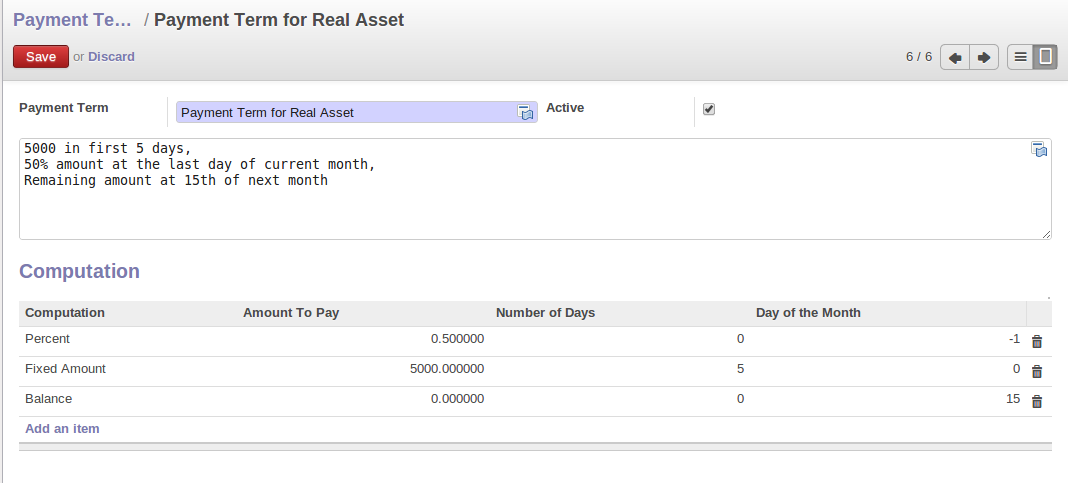 Payment Te... / Payment Term for Real Asset
Save or Discard
6 / 6
Payment Term
Payment Term for Real Asset
Active
5000 in first 5 days,
50% amount at the last day of current month,
Remaining amount at 15th of next month
Computation
Computation Amount To Pay Number of Days Day of the Month
Percent 0.500000 0 -1
Fixed Amount 5000.000000 5 0
Balance 0.000000 0 15
Add an item